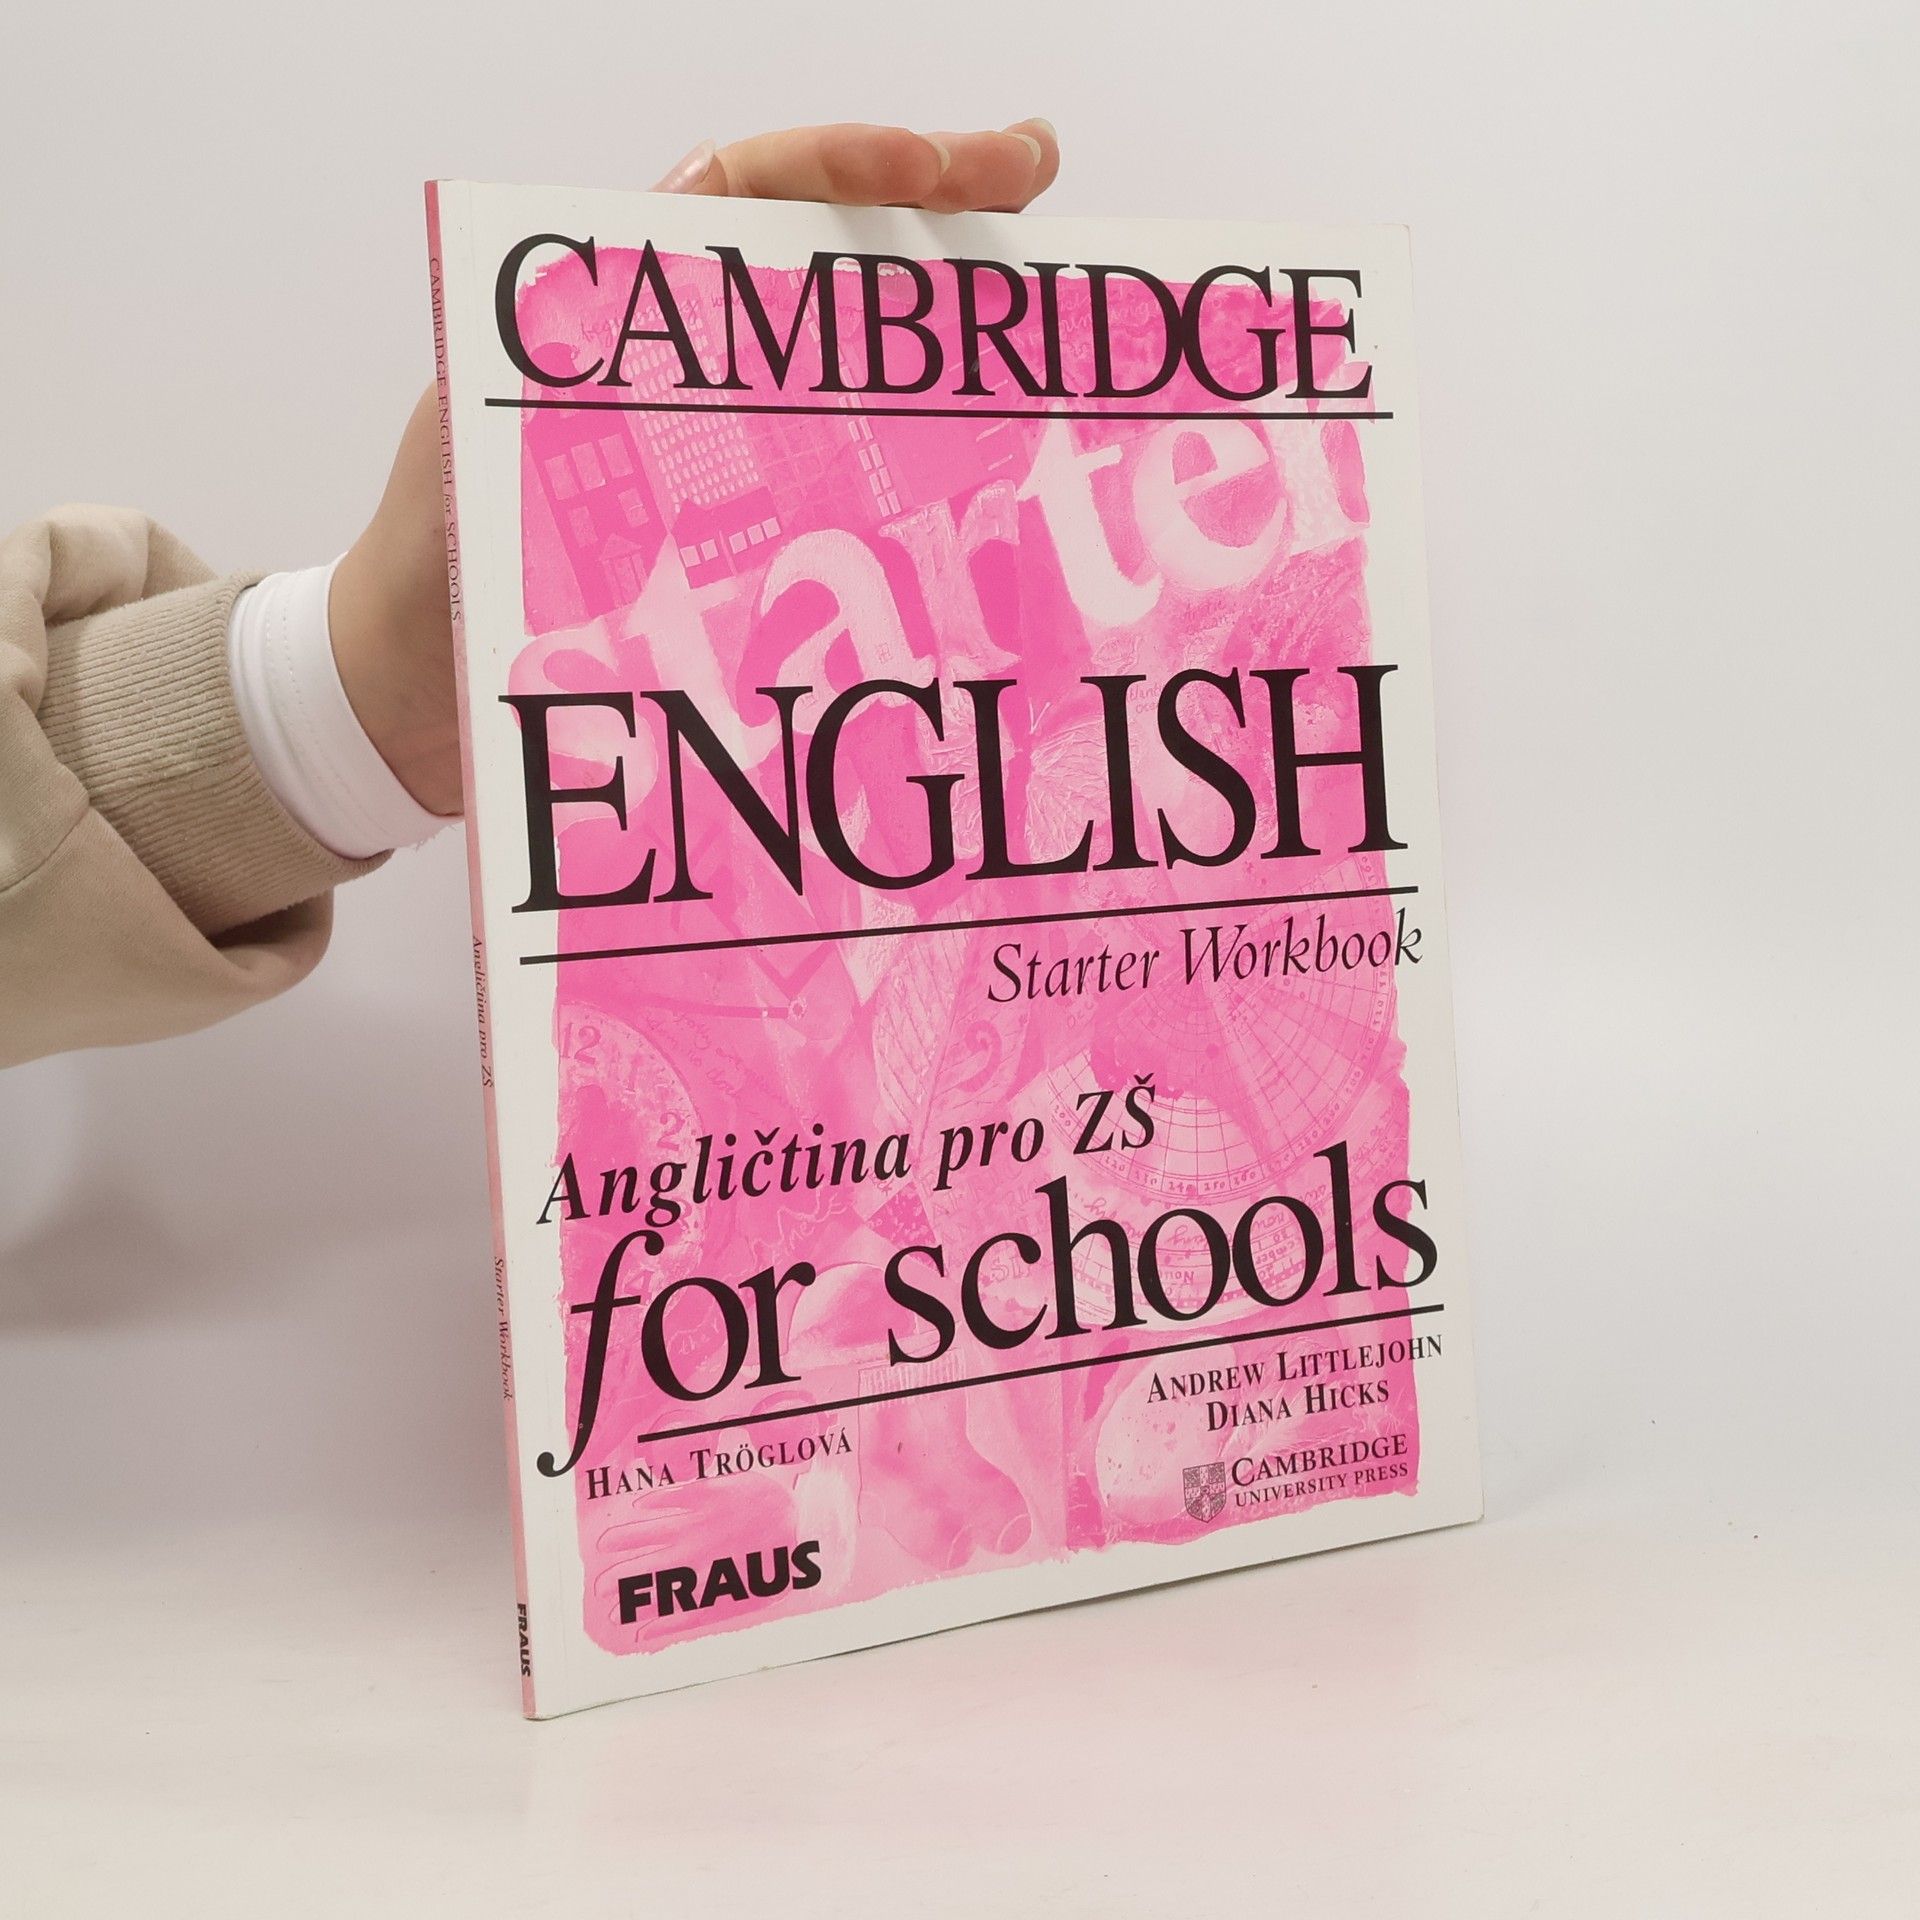 CAMBRIDGE
starter
ENGLISH
Starter Workbook
Angličtina pro ZŠ
for schools
ANDREW LITTLEJOHN
DIANA HICKS
HANA TRÖGLOVÁ
CAMBRIDGE
UNIVERSITY PRESS
FRAUS
CAMBRIDGE ENGLISH for SCHOOLS
Angličtina pro ZŠ
Starter Workbook
FRAUS